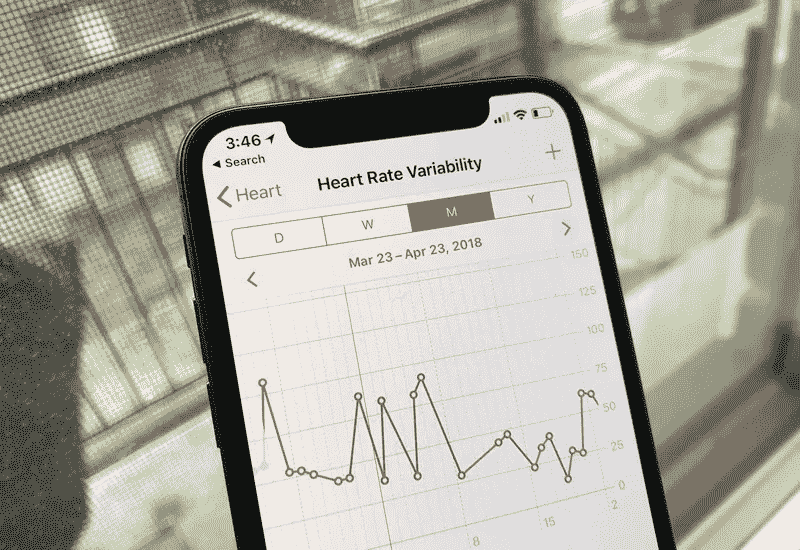 3:46
◀ Search
Heart
Heart Rate Variability
D W M Y
Mar 23 – Apr 23, 2018
150
125
100
75
50
25
0
8 15 2